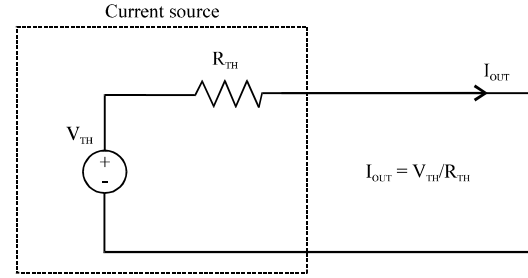 Current source
R_TH
I_OUT
V_TH
+
-
I_OUT = V_TH/R_TH